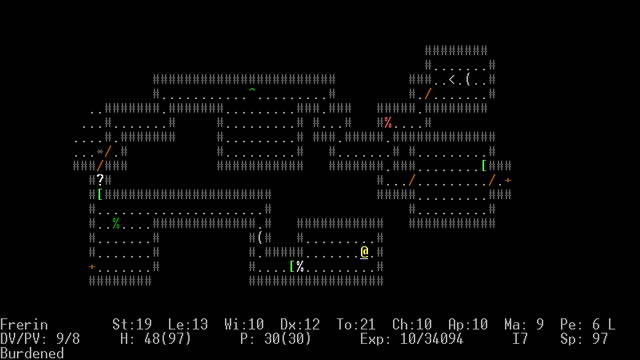 Frerin St:19 Le:13 Wi:10 Dx:12 To:21 Ch:10 Ap:10 Ma: 9 Pe: 6 L
DV/PV: 9/8 H: 48(97) P: 30(30) Exp: 10/34094 I7 Sp: 97
Burdened